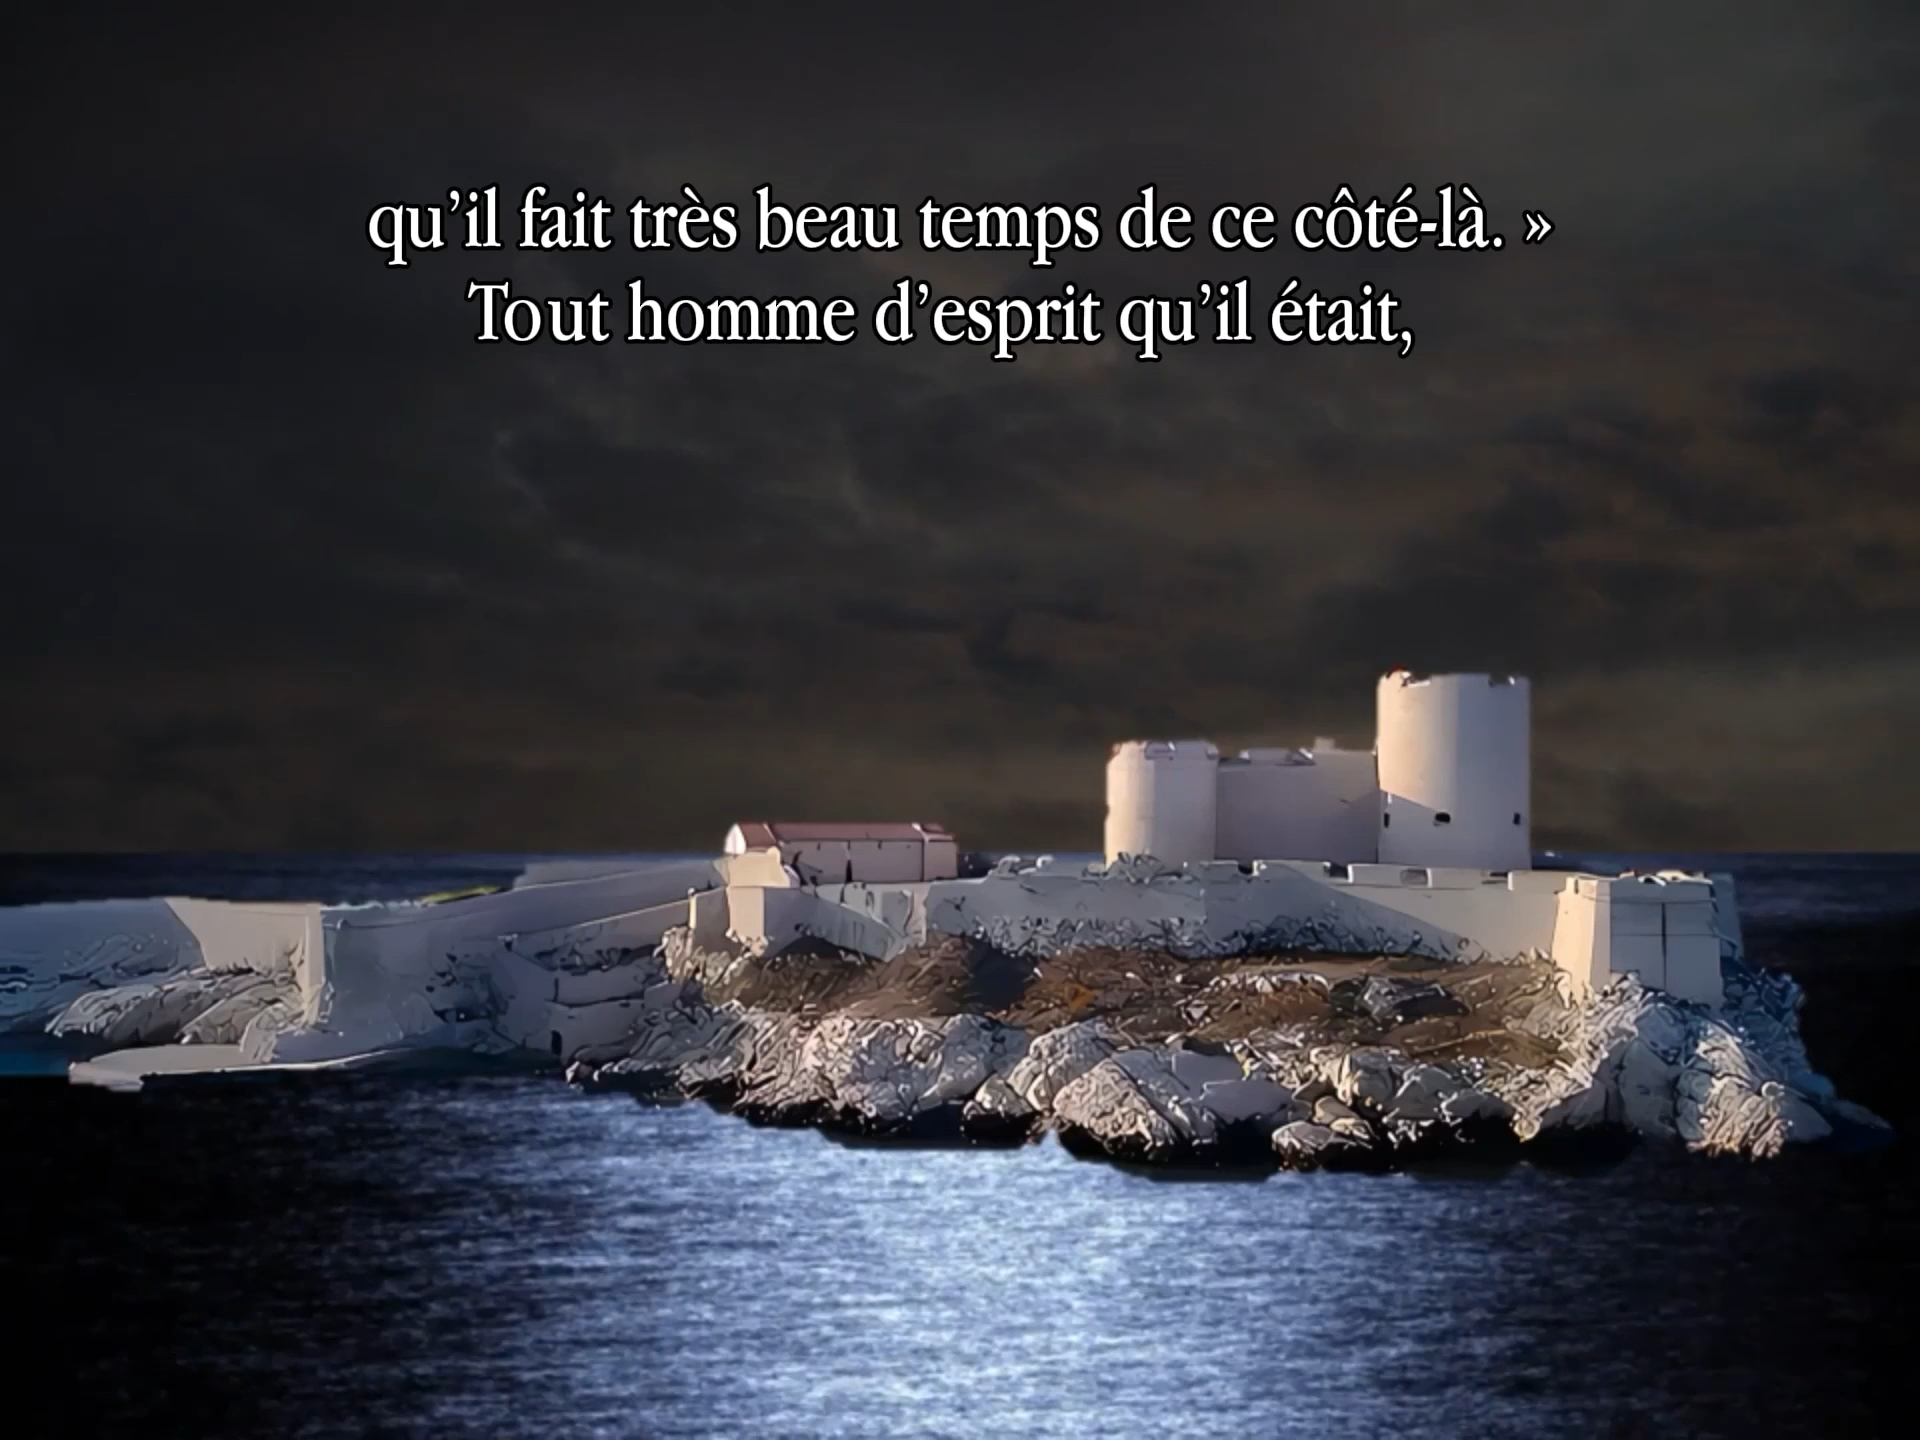 qu’il fait très beau temps de ce côté-là. »
Tout homme d’esprit qu’il était,